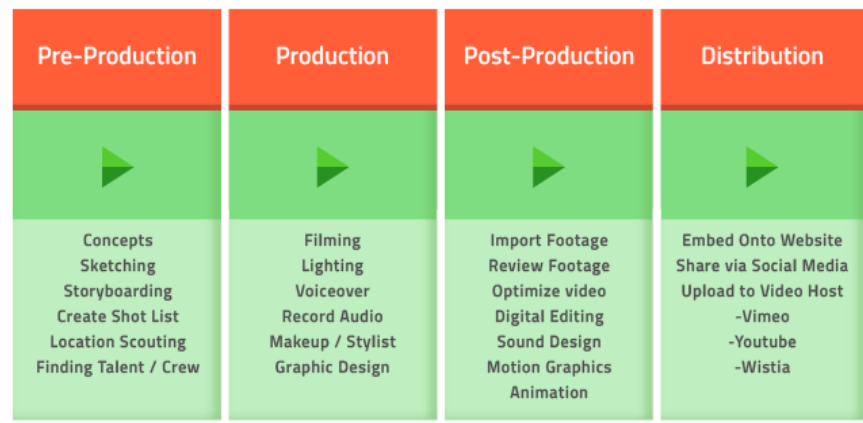 Pre-Production
Concepts
Sketching
Storyboarding
Create Shot List
Location Scouting
Finding Talent / Crew
Production
Filming
Lighting
Voiceover
Record Audio
Makeup / Stylist
Graphic Design
Post-Production
Import Footage
Review Footage
Optimize video
Digital Editing
Sound Design
Motion Graphics
Animation
Distribution
Embed Onto Website
Share via Social Media
Upload to Video Host
-Vimeo
-Youtube
-Wistia